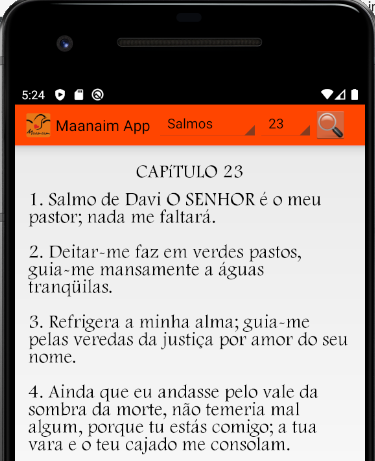 5:24
Maanaim App Salmos 23
CAPÍTULO 23
1. Salmo de Davi O SENHOR é o meu
pastor; nada me faltará.
2. Deitar-me faz em verdes pastos,
guia-me mansamente a águas
tranqüilas.
3. Refrigera a minha alma; guia-me
pelas veredas da justiça por amor do seu
nome.
4. Ainda que eu andasse pelo vale da
sombra da morte, não temeria mal
algum, porque tu estás comigo; a tua
vara e o teu cajado me consolam.